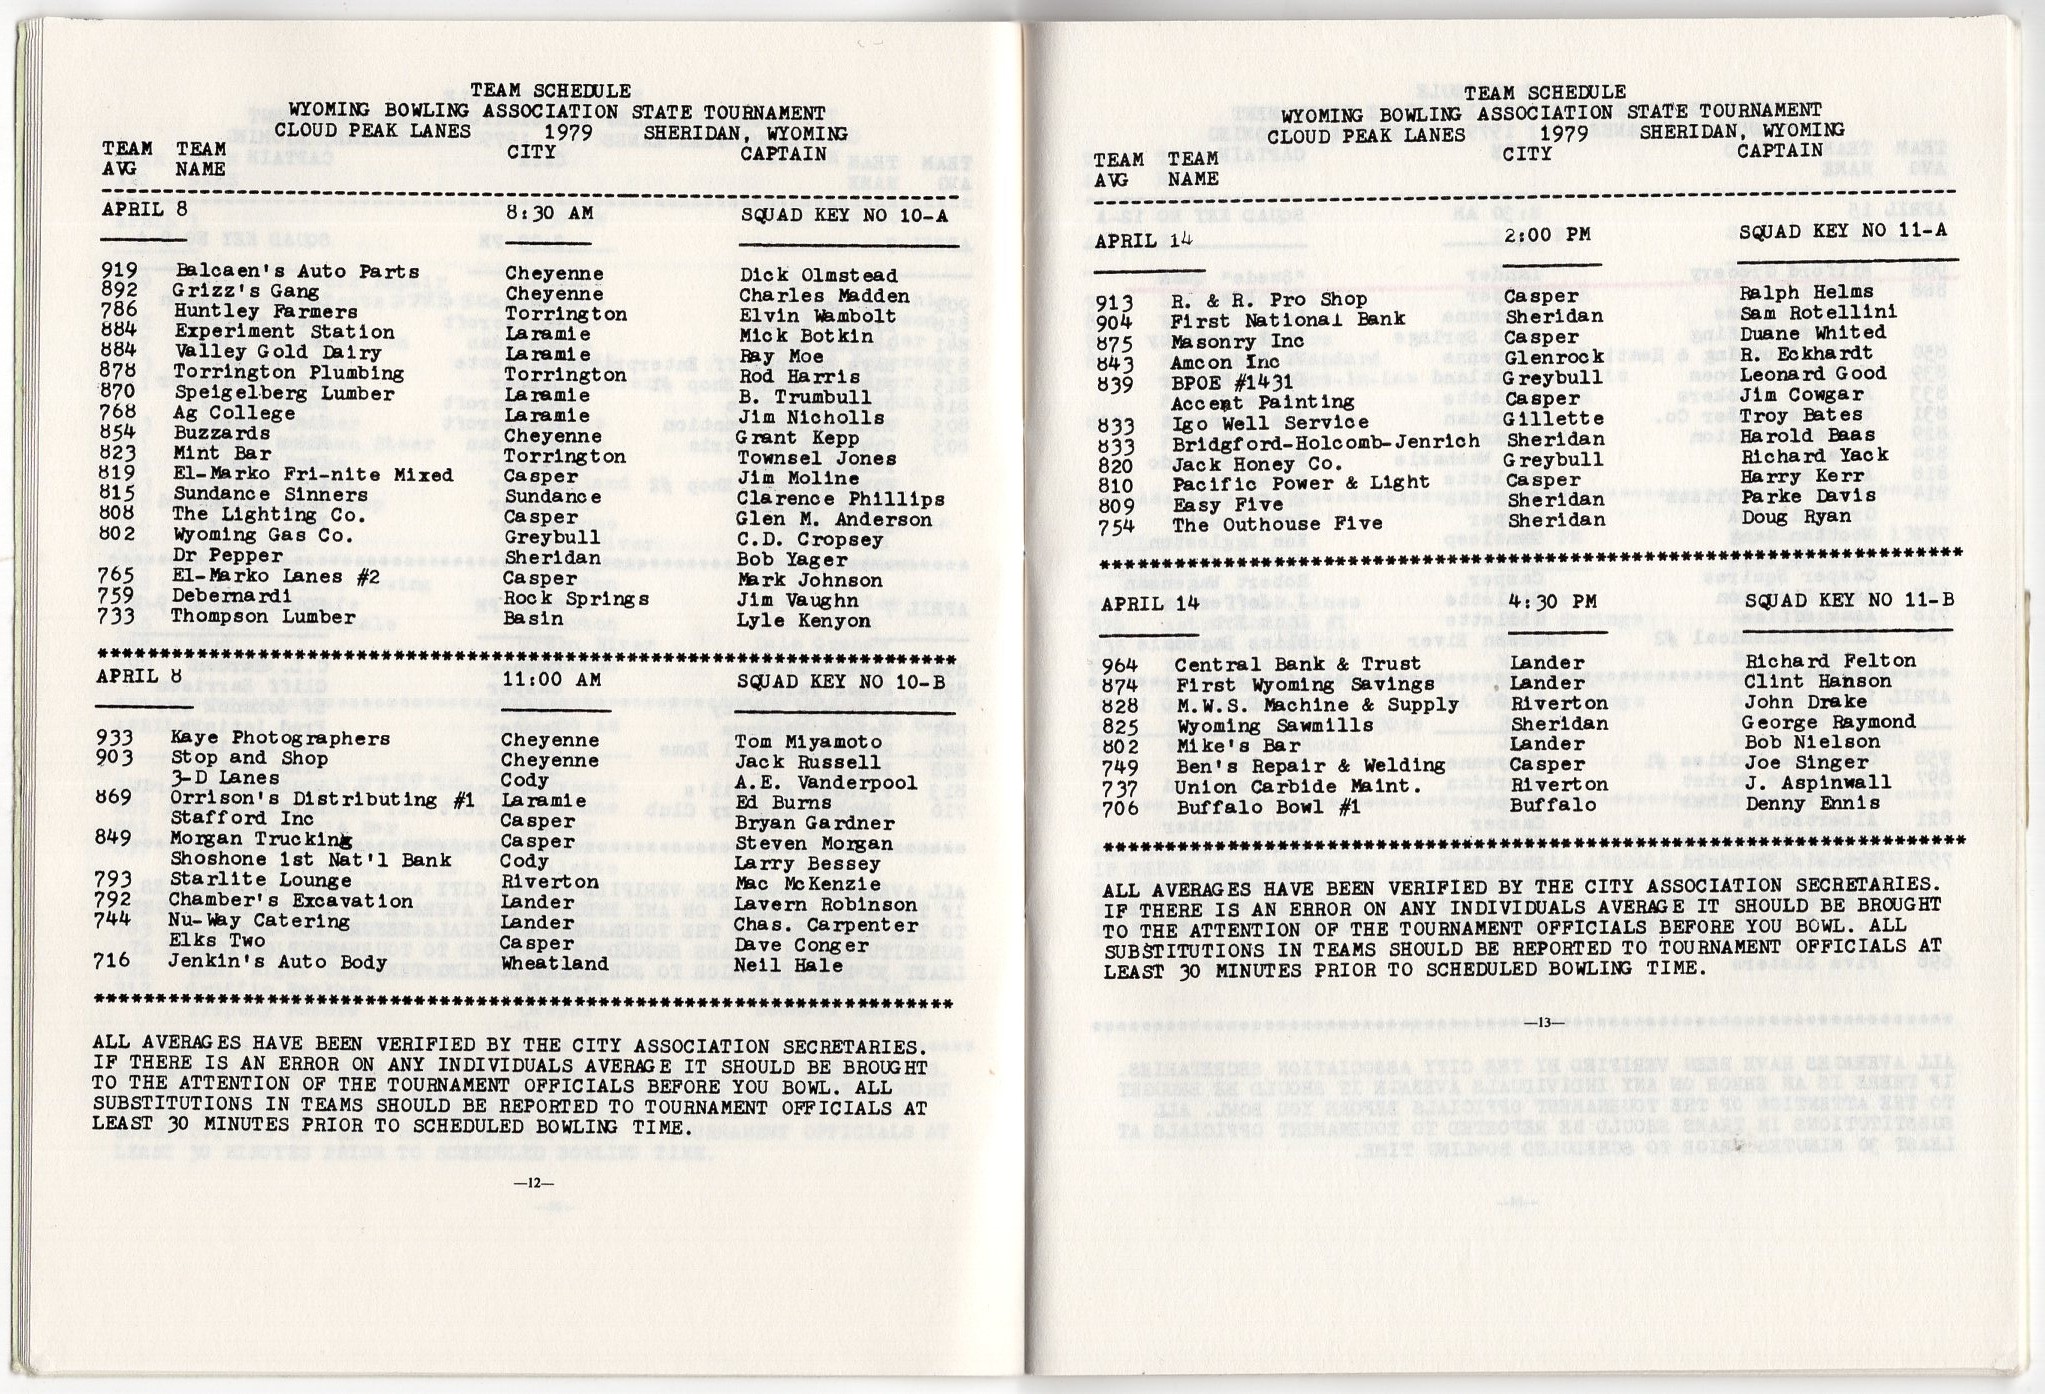 TEAM SCHEDULE
WYOMING BOWLING ASSOCIATION STATE TOURNAMENT
CLOUD PEAK LANES 1979 SHERIDAN, WYOMING
TEAM TEAM CITY CAPTAIN
AVG NAME
APRIL 8 8:30 AM SQUAD KEY NO 10-A
919 Balcaen's Auto Parts Cheyenne Dick Olmstead
892 Grizz's Gang Cheyenne Charles Madden
786 Huntley Farmers Torrington Elvin Wambolt
884 Experiment Station Laramie Mick Botkin
884 Valley Gold Dairy Laramie Ray Moe
878 Torrington Plumbing Torrington Rod Harris
870 Speigelberg Lumber Laramie B. Trumbull
768 Ag College Laramie Jim Nicholls
854 Buzzards Cheyenne Grant Kepp
823 Mint Bar Torrington Townsel Jones
819 El-Marko Fri-nite Mixed Casper Jim Moline
815 Sundance Sinners Sundance Clarence Phillips
808 The Lighting Co. Casper Glen M. Anderson
802 Wyoming Gas Co. Greybull C.D. Cropsey
Dr Pepper Sheridan Bob Yager
765 El-Marko Lanes #2 Casper Mark Johnson
759 Debernardi Rock Springs Jim Vaughn
733 Thompson Lumber Basin Lyle Kenyon
APRIL 8 11:00 AM SQUAD KEY NO 10-B
933 Kaye Photographers Cheyenne Tom Miyamoto
903 Stop and Shop Cheyenne Jack Russell
3-D Lanes Cody A.E. Vanderpool
869 Orrison's Distributing #1 Laramie Ed Burns
Stafford Inc Casper Bryan Gardner
849 Morgan Trucking Casper Steven Morgan
Shoshone 1st Nat'l Bank Cody Larry Bessey
793 Starlite Lounge Riverton Mac McKenzie
792 Chamber's Excavation Lander Lavern Robinson
744 Nu-Way Catering Lander Chas. Carpenter
Elks Two Casper Dave Conger
716 Jenkin's Auto Body Wheatland Neil Hale
ALL AVERAGES HAVE BEEN VERIFIED BY THE CITY ASSOCIATION SECRETARIES.
IF THERE IS AN ERROR ON ANY INDIVIDUALS AVERAGE IT SHOULD BE BROUGHT
TO THE ATTENTION OF THE TOURNAMENT OFFICIALS BEFORE YOU BOWL. ALL
SUBSTITUTIONS IN TEAMS SHOULD BE REPORTED TO TOURNAMENT OFFICIALS AT
LEAST 30 MINUTES PRIOR TO SCHEDULED BOWLING TIME.
—12—
TEAM SCHEDULE
WYOMING BOWLING ASSOCIATION STATE TOURNAMENT
CLOUD PEAK LANES 1979 SHERIDAN, WYOMING
TEAM TEAM CITY CAPTAIN
AVG NAME
APRIL 14 2:00 PM SQUAD KEY NO 11-A
913 R. & R. Pro Shop Casper Ralph Helms
904 First National Bank Sheridan Sam Rotellini
875 Masonry Inc Casper Duane Whited
843 Amcon Inc Glenrock R. Eckhardt
839 BPOE #1431 Greybull Leonard Good
Accent Painting Casper Jim Cowgar
833 Igo Well Service Gillette Troy Bates
833 Bridgford-Holcomb-Jenrich Sheridan Harold Baas
820 Jack Honey Co. Greybull Richard Yack
810 Pacific Power & Light Casper Harry Kerr
809 Easy Five Sheridan Parke Davis
754 The Outhouse Five Sheridan Doug Ryan
APRIL 14 4:30 PM SQUAD KEY NO 11-B
964 Central Bank & Trust Lander Richard Felton
874 First Wyoming Savings Lander Clint Hanson
828 M.W.S. Machine & Supply Riverton John Drake
825 Wyoming Sawmills Sheridan George Raymond
802 Mike's Bar Lander Bob Nielson
749 Ben's Repair & Welding Casper Joe Singer
737 Union Carbide Maint. Riverton J. Aspinwall
706 Buffalo Bowl #1 Buffalo Denny Ennis
ALL AVERAGES HAVE BEEN VERIFIED BY THE CITY ASSOCIATION SECRETARIES.
IF THERE IS AN ERROR ON ANY INDIVIDUALS AVERAGE IT SHOULD BE BROUGHT
TO THE ATTENTION OF THE TOURNAMENT OFFICIALS BEFORE YOU BOWL. ALL
SUBSTITUTIONS IN TEAMS SHOULD BE REPORTED TO TOURNAMENT OFFICIALS AT
LEAST 30 MINUTES PRIOR TO SCHEDULED BOWLING TIME.
—13—